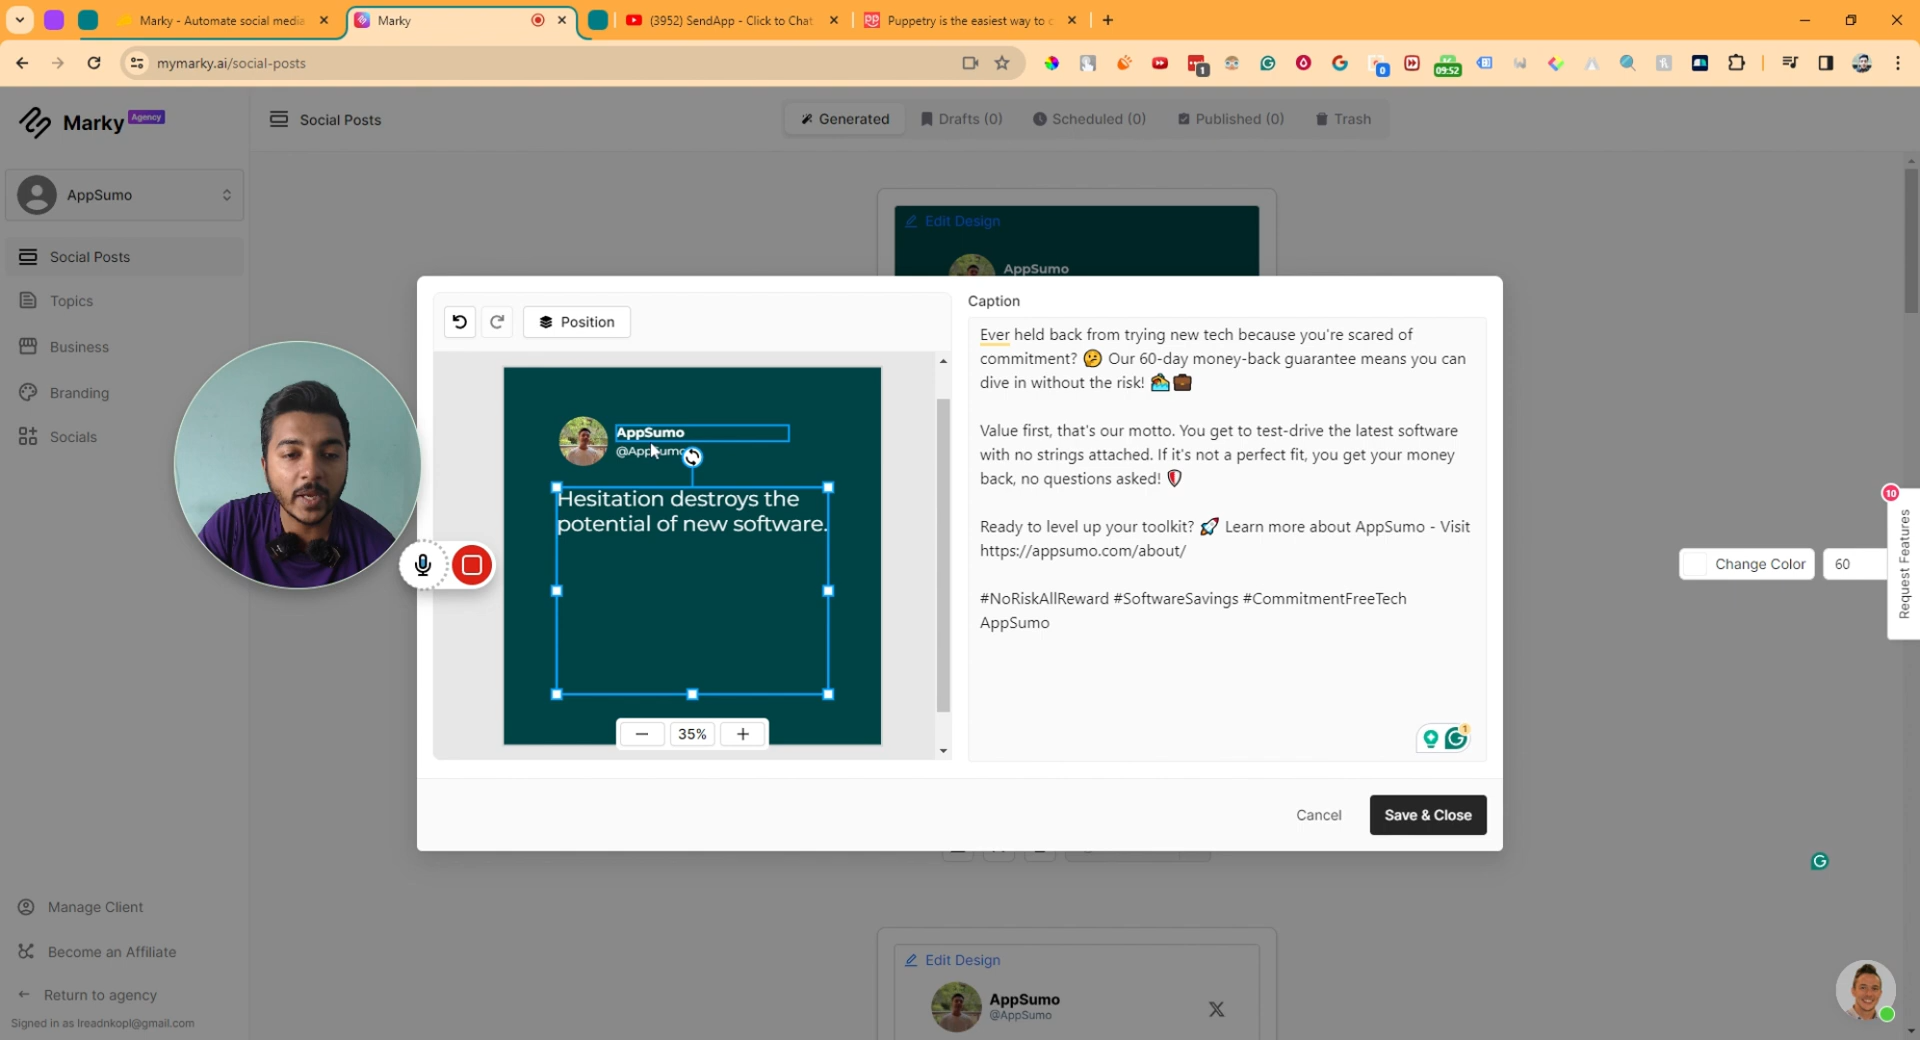 Marky - Automate social media
Marky
(3952) SendApp - Click to Chat
Puppetry is the easiest way to c
mymarky.ai/social-posts
1
0
09:52
Marky
Agency
Social Posts
Generated
Drafts (0)
Scheduled (0)
Published (0)
Trash
AppSumo
Social Posts
Topics
Business
Branding
Socials
Manage Client
Become an Affiliate
Return to agency
Signed in as lreadnkopl@gmail.com
Edit Design
AppSumo
Position
AppSumo
@AppSumo
Hesitation destroys the
potential of new software.
35%
Caption
Ever held back from trying new tech because you're scared of
commitment? 🤔 Our 60-day money-back guarantee means you can
dive in without the risk! 🏊💼
Value first, that's our motto. You get to test-drive the latest software
with no strings attached. If it's not a perfect fit, you get your money
back, no questions asked! 🛡
Ready to level up your toolkit? 🚀 Learn more about AppSumo - Visit
https://appsumo.com/about/
#NoRiskAllReward #SoftwareSavings #CommitmentFreeTech
AppSumo
1
Cancel
Save & Close
Change Color
60
10
Request Features
Edit Design
AppSumo
@AppSumo